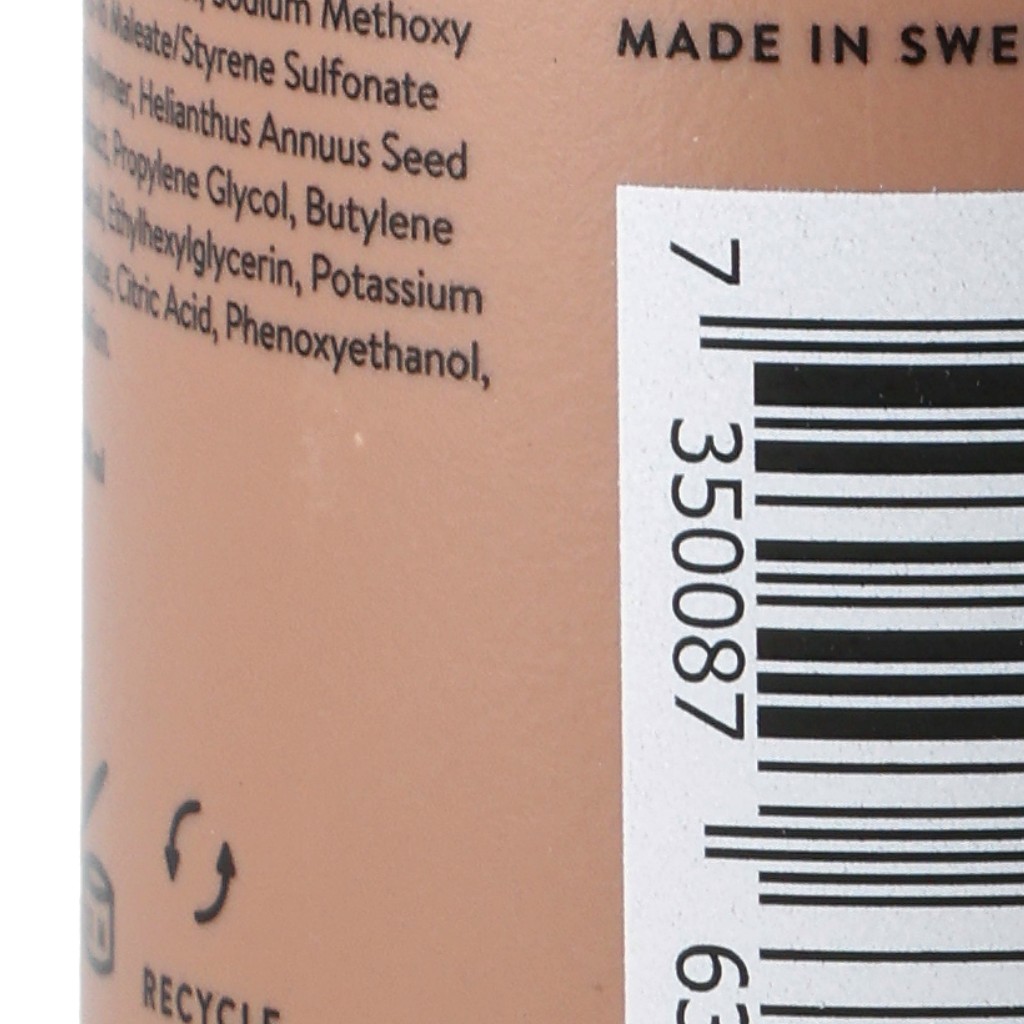 Methoxy
Maleate/Styrene Sulfonate
Helianthus Annuus Seed
Propylene Glycol, Butylene
Ethylhexylglycerin, Potassium
Citric Acid, Phenoxyethanol,
RECYCLE
MADE IN SWE
7 350087 63